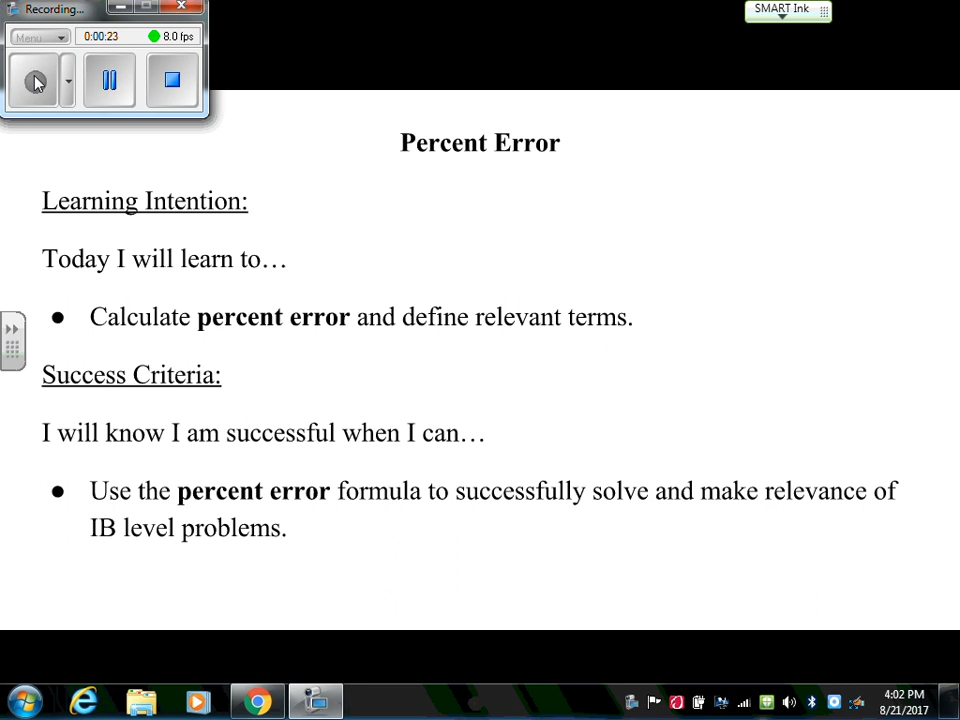 Recording...
SMART Ink
Menu
0:00:23
8.0 fps
Percent Error
Learning Intention:
Today I will learn to…
● Calculate percent error and define relevant terms.
Success Criteria:
I will know I am successful when I can…
● Use the percent error formula to successfully solve and make relevance of
IB level problems.
4:02 PM
8/21/2017